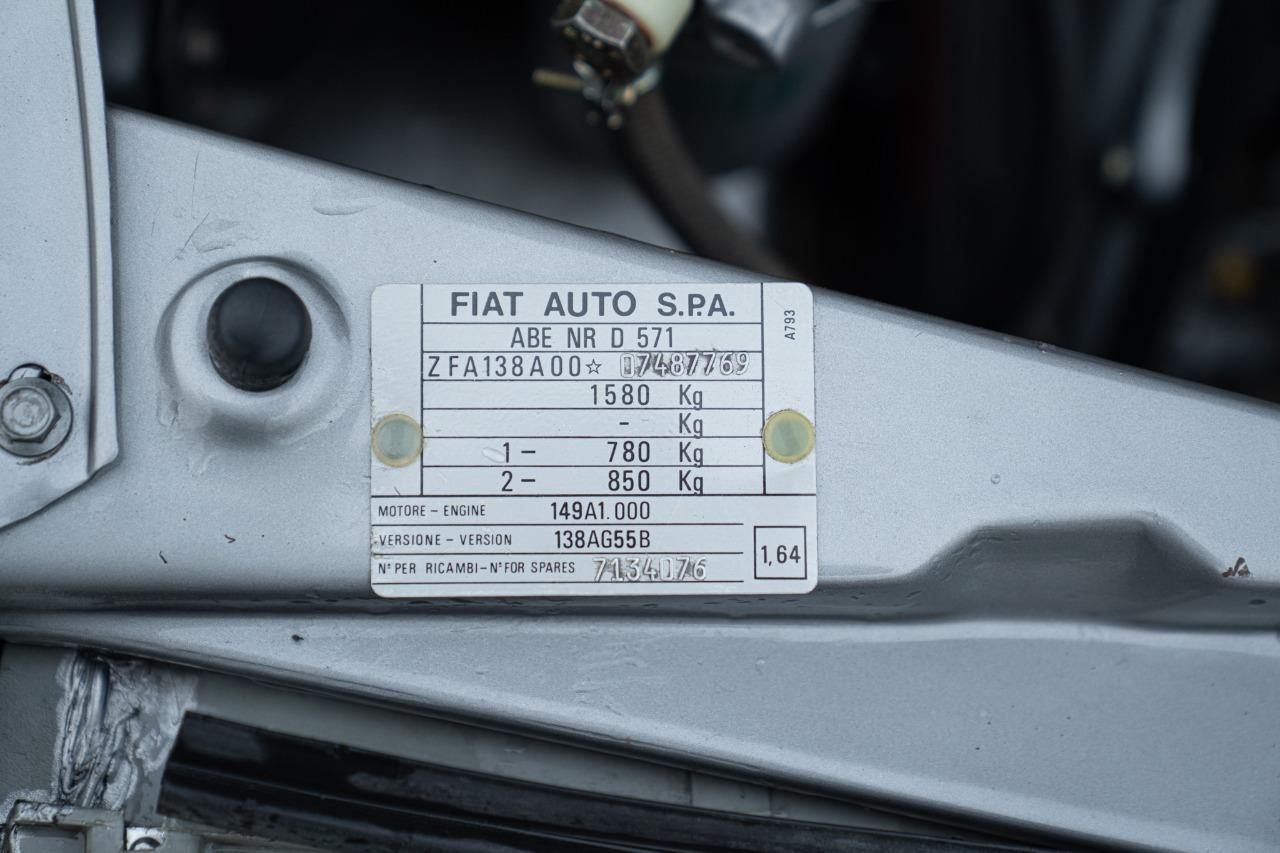 FIAT AUTO S.P.A.
A793
ABE NR D 571
ZFA138A00☆ 07487769
1580 Kg
- Kg
1- 780 Kg
2- 850 Kg
MOTORE - ENGINE 149A1.000
VERSIONE - VERSION 138AG55B
N° PER RICAMBI - N° FOR SPARES 7134076
1,64